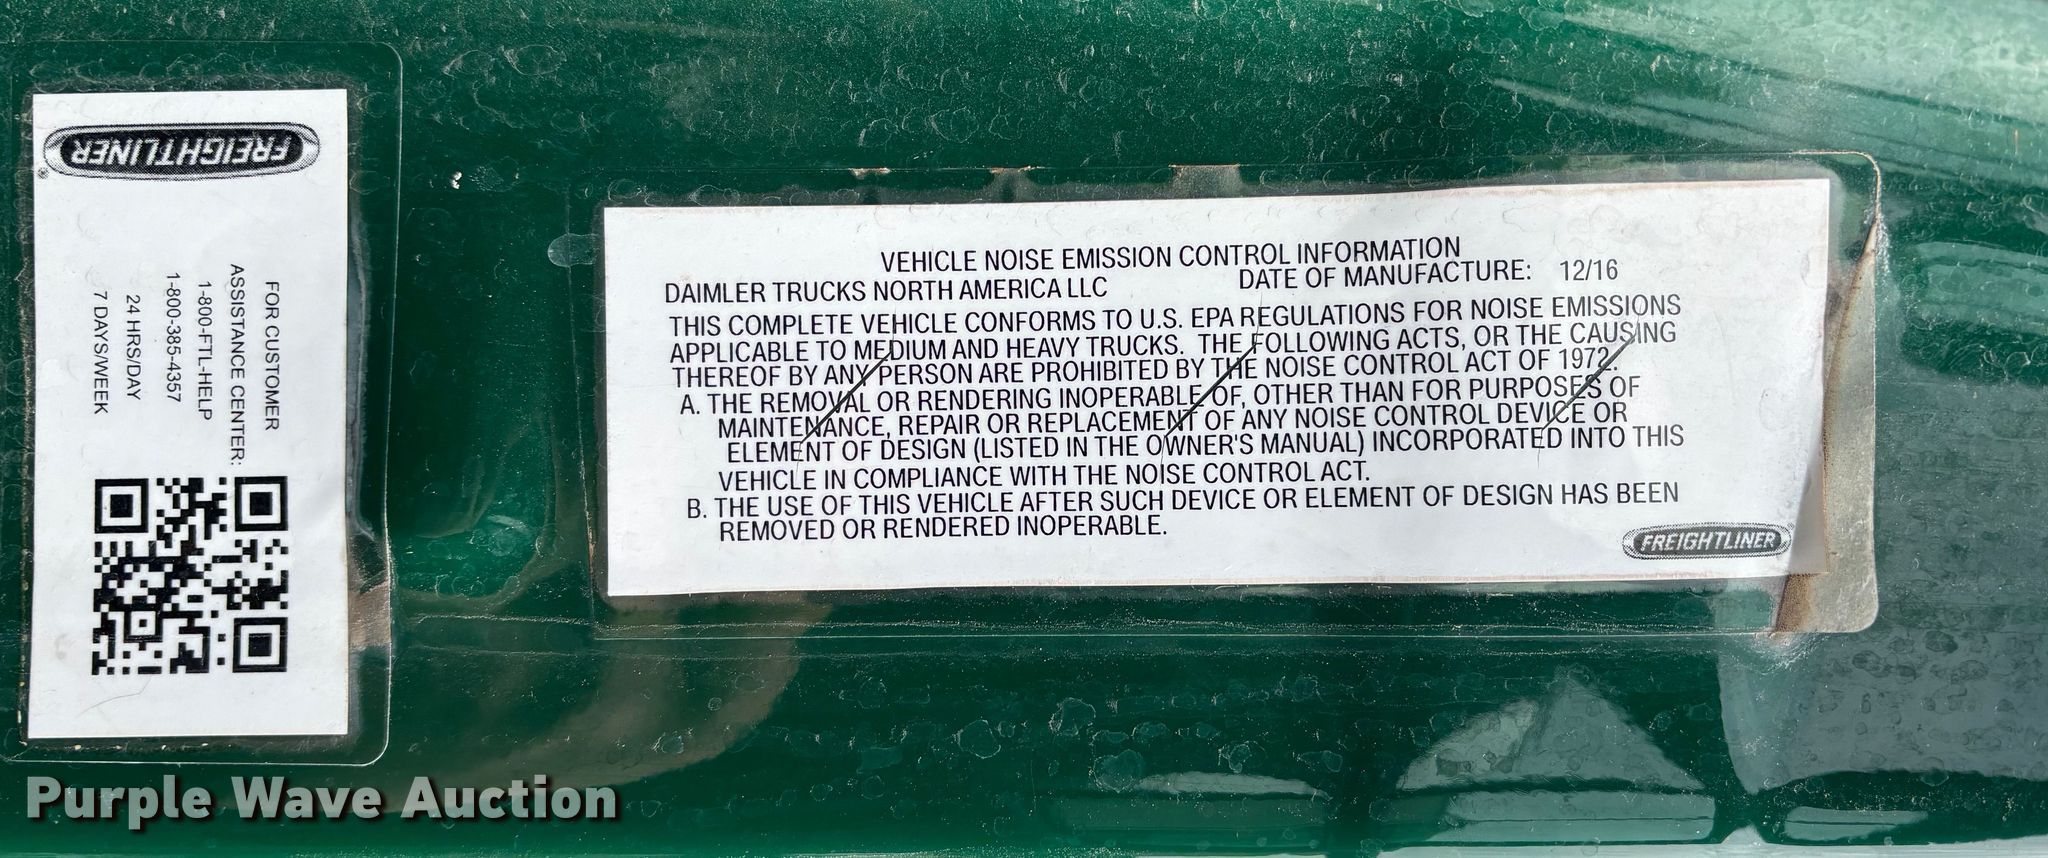 FREIGHTLINER
FOR CUSTOMER
ASSISTANCE CENTER:
1-800-FTL-HELP
1-800-385-4357
24 HRS/DAY
7 DAYS/WEEK
VEHICLE NOISE EMISSION CONTROL INFORMATION
DAIMLER TRUCKS NORTH AMERICA LLC DATE OF MANUFACTURE: 12/16
THIS COMPLETE VEHICLE CONFORMS TO U.S. EPA REGULATIONS FOR NOISE EMISSIONS
APPLICABLE TO MEDIUM AND HEAVY TRUCKS. THE FOLLOWING ACTS, OR THE CAUSING
THEREOF BY ANY PERSON ARE PROHIBITED BY THE NOISE CONTROL ACT OF 1972.
A. THE REMOVAL OR RENDERING INOPERABLE OF, OTHER THAN FOR PURPOSES OF
MAINTENANCE, REPAIR OR REPLACEMENT OF ANY NOISE CONTROL DEVICE OR
ELEMENT OF DESIGN (LISTED IN THE OWNER'S MANUAL) INCORPORATED INTO THIS
VEHICLE IN COMPLIANCE WITH THE NOISE CONTROL ACT.
B. THE USE OF THIS VEHICLE AFTER SUCH DEVICE OR ELEMENT OF DESIGN HAS BEEN
REMOVED OR RENDERED INOPERABLE.
FREIGHTLINER
Purple Wave Auction